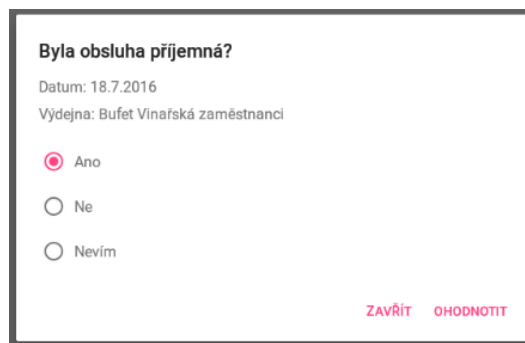 Byla obsluha příjemná?
Datum: 18.7.2016
Výdejna: Bufet Vinařská zaměstnanci
Ano
Ne
Nevím
ZAVŘÍT OHODNOTIT